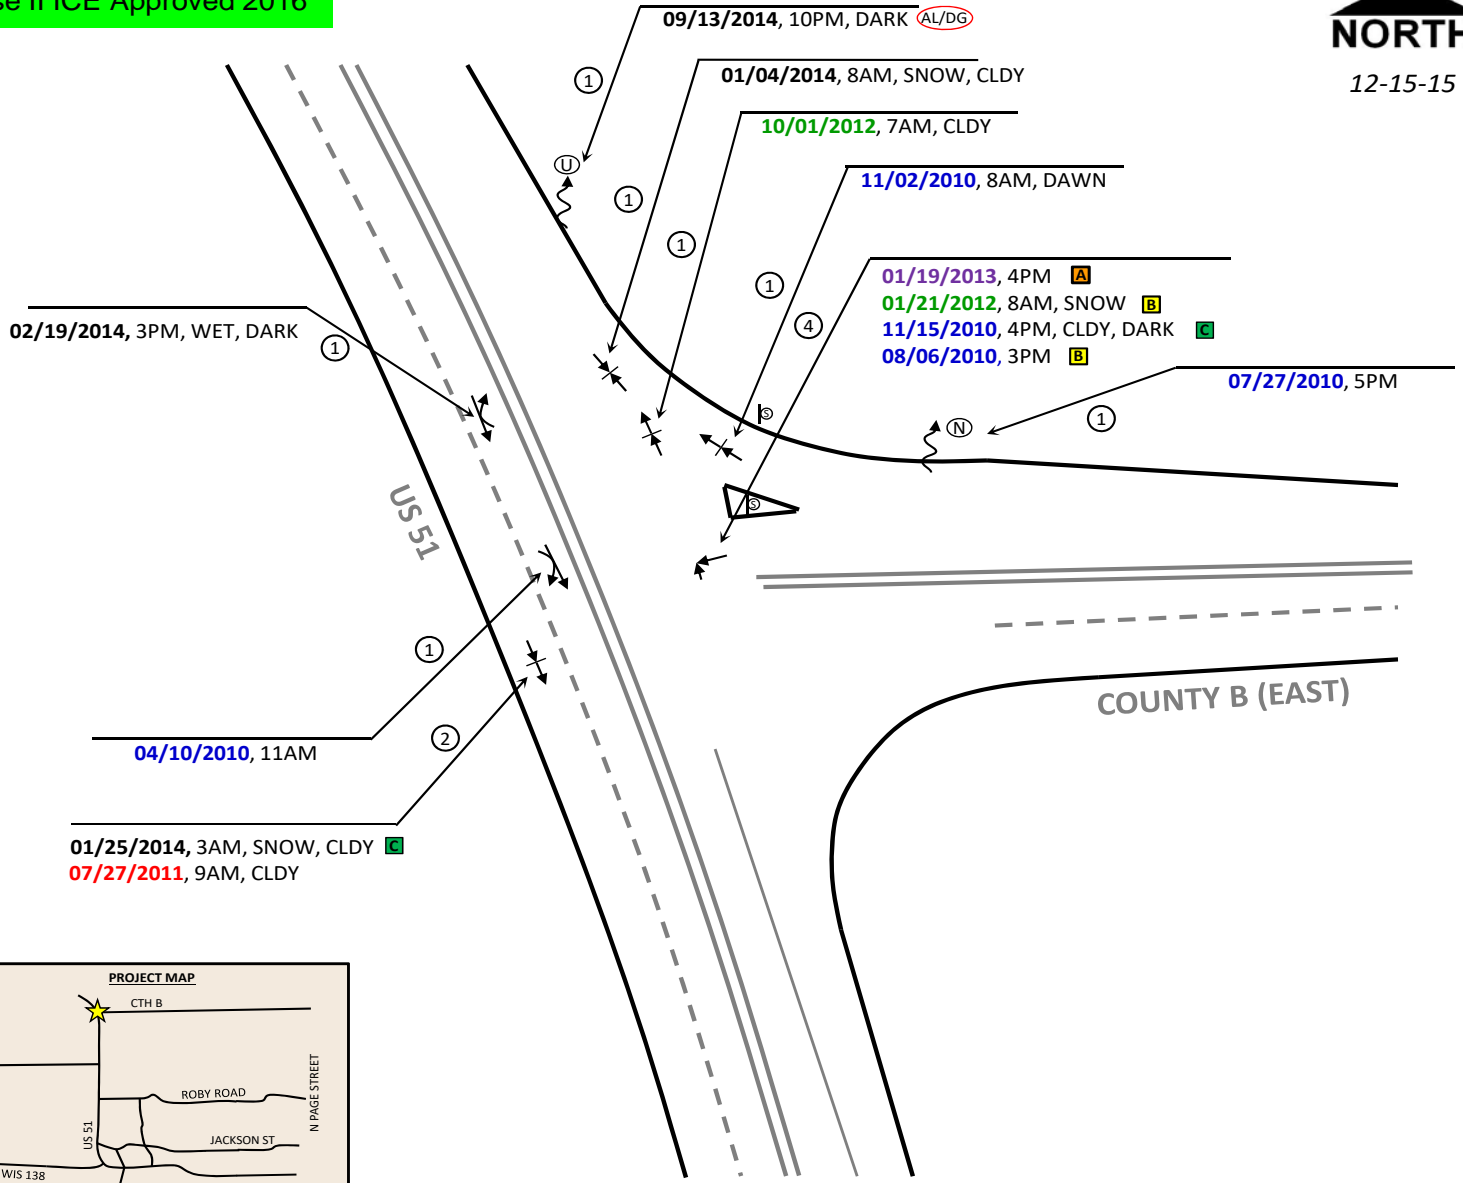 se II ICE Approved 2016
NORTH
12-15-15
09/13/2014, 10PM, DARK AL/DG
1
01/04/2014, 8AM, SNOW, CLDY
1
10/01/2012, 7AM, CLDY
1
11/02/2010, 8AM, DAWN
1
01/19/2013, 4PM A
01/21/2012, 8AM, SNOW B
11/15/2010, 4PM, CLDY, DARK C
08/06/2010, 3PM B
4
07/27/2010, 5PM
1
02/19/2014, 3PM, WET, DARK
1
U
N
S
S
US 51
COUNTY B (EAST)
1
04/10/2010, 11AM
2
01/25/2014, 3AM, SNOW, CLDY C
07/27/2011, 9AM, CLDY
PROJECT MAP
CTH B
ROBY ROAD
N PAGE STREET
US 51
JACKSON ST
WIS 138